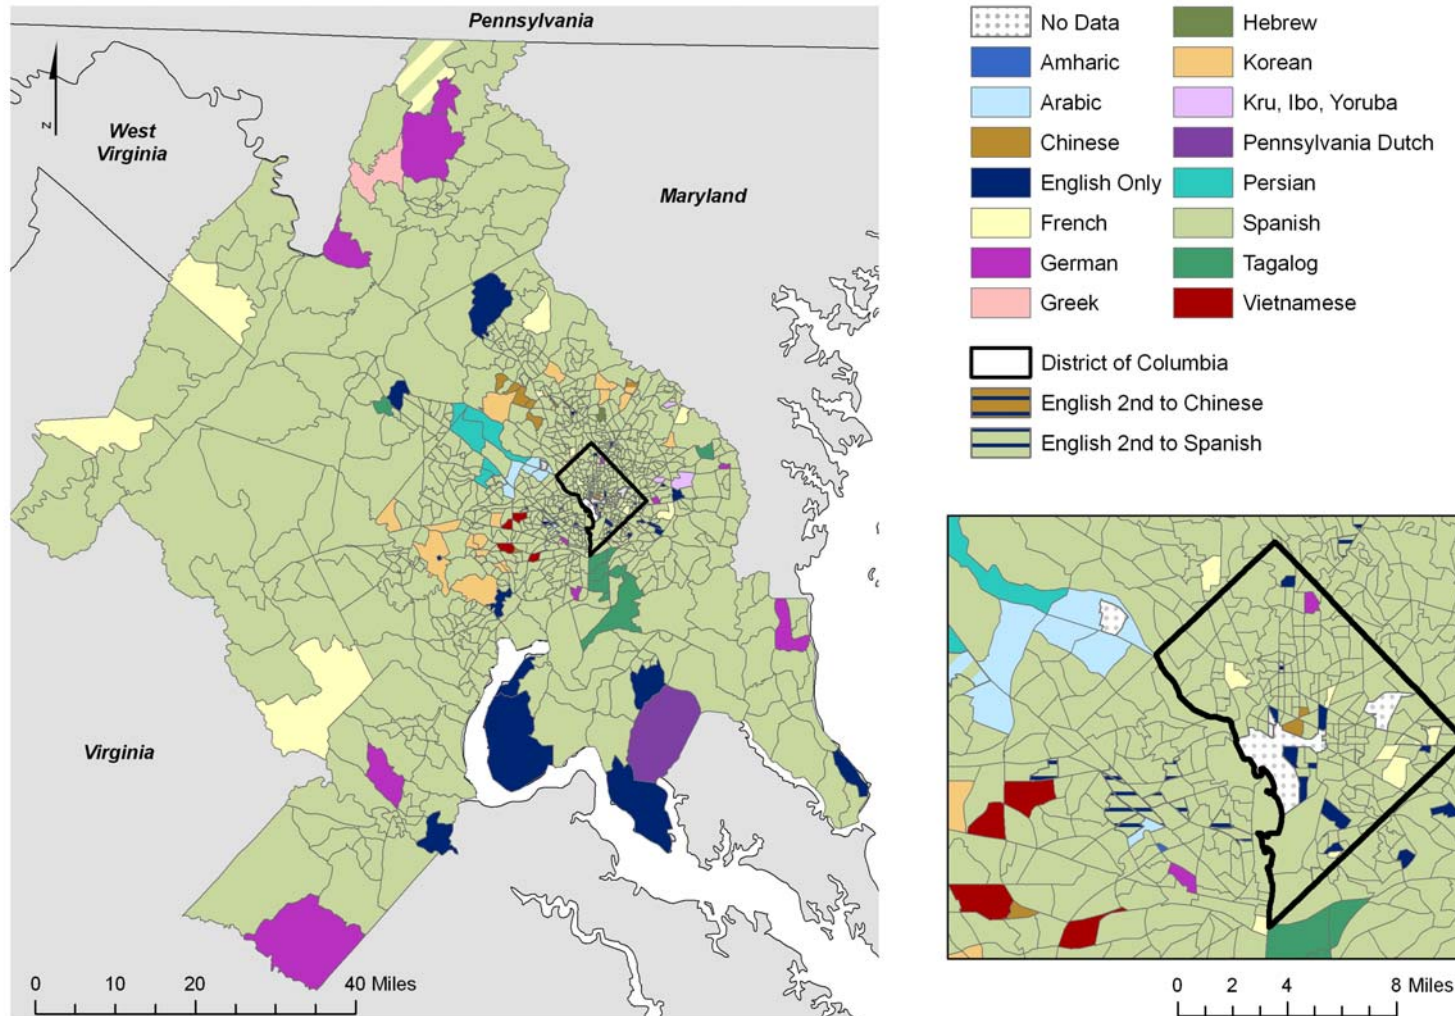 Pennsylvania
West
Virginia
Maryland
Virginia
z
0 10 20 40 Miles
No Data
Amharic
Arabic
Chinese
English Only
French
German
Greek
Hebrew
Korean
Kru, Ibo, Yoruba
Pennsylvania Dutch
Persian
Spanish
Tagalog
Vietnamese
District of Columbia
English 2nd to Chinese
English 2nd to Spanish
0 2 4 8 Miles